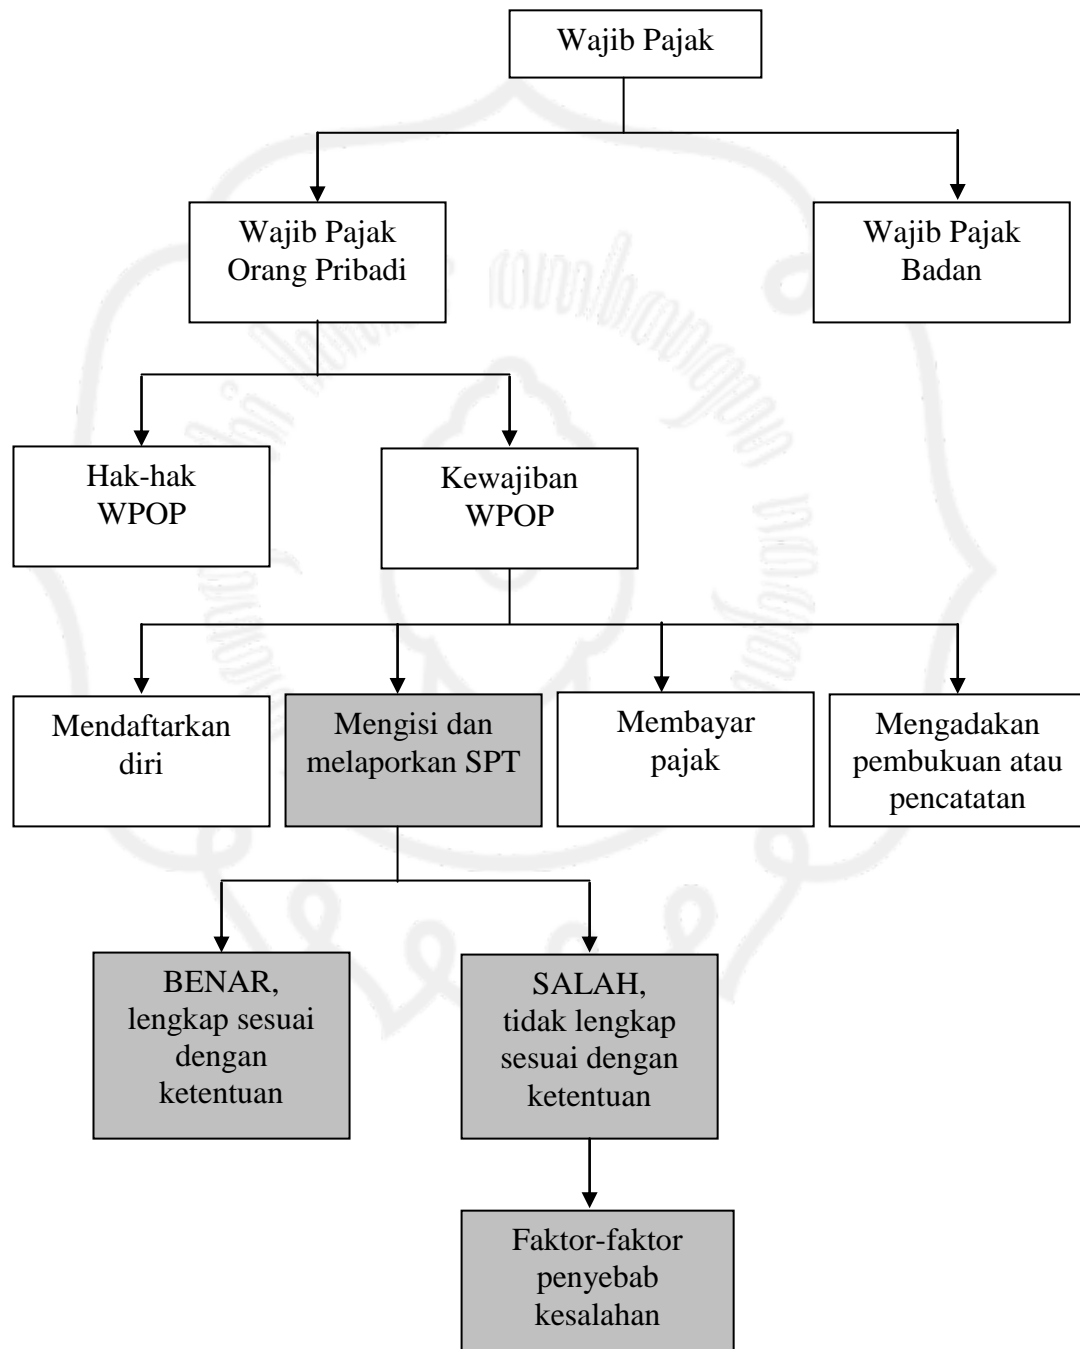 Wajib Pajak
Wajib Pajak
Orang Pribadi
Wajib Pajak
Badan
Hak-hak
WPOP
Kewajiban
WPOP
Mendaftarkan
diri
Mengisi dan
melaporkan SPT
Membayar
pajak
Mengadakan
pembukuan atau
pencatatan
BENAR,
lengkap sesuai
dengan
ketentuan
SALAH,
tidak lengkap
sesuai dengan
ketentuan
Faktor-faktor
penyebab
kesalahan